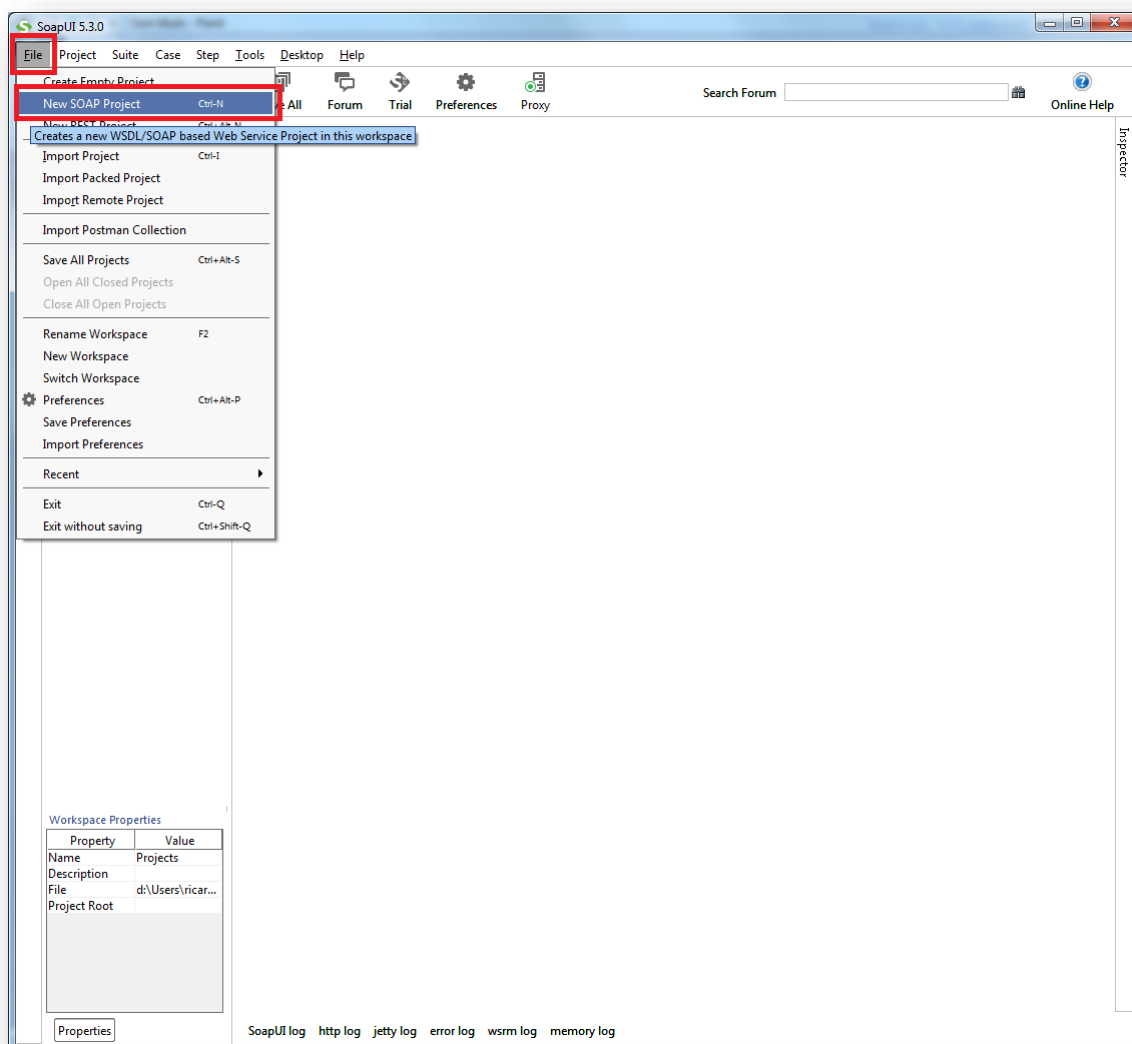 SoapUI 5.3.0
File Project Suite Case Step Tools Desktop Help
Create Empty Project
All Forum Trial Preferences Proxy Search Forum Online Help
New SOAP Project Ctrl-N
New REST Project Ctrl+Alt-N
Creates a new WSDL/SOAP based Web Service Project in this workspace
Import Project Ctrl-I
Import Packed Project
Import Remote Project
Import Postman Collection
Save All Projects Ctrl+Alt-S
Open All Closed Projects
Close All Open Projects
Rename Workspace F2
New Workspace
Switch Workspace
Preferences Ctrl+Alt-P
Save Preferences
Import Preferences
Recent
Exit Ctrl-Q
Exit without saving Ctrl+Shift-Q
Inspector
Workspace Properties
Property Value
Name Projects
Description
File d:\Users\ricar...
Project Root
Properties SoapUI log http log jetty log error log wsrm log memory log